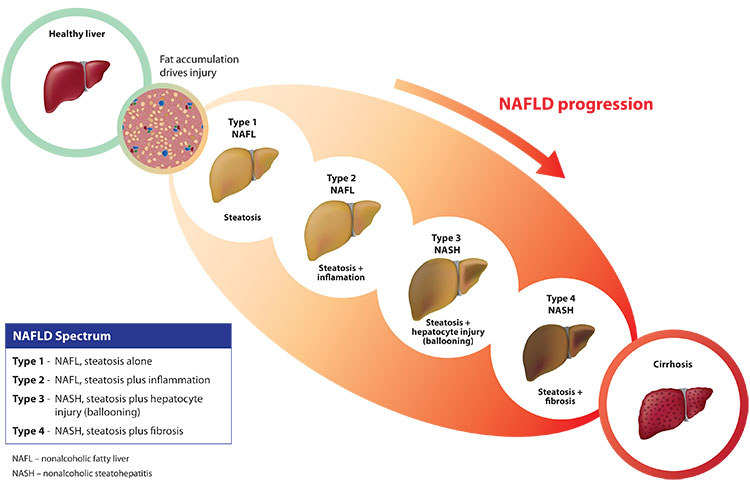 Healthy liver
Fat accumulation
drives injury
NAFLD progression
Type 1
NAFL
Steatosis
Type 2
NAFL
Steatosis +
inflamation
Type 3
NASH
Steatosis +
hepatocyte injury
(ballooning)
Type 4
NASH
Steatosis +
fibrosis
Cirrhosis
NAFLD Spectrum
Type 1 - NAFL, steatosis alone
Type 2 - NAFL, steatosis plus inflammation
Type 3 - NASH, steatosis plus hepatocyte
injury (ballooning)
Type 4 - NASH, steatosis plus fibrosis
NAFL – nonalcoholic fatty liver
NASH – nonalcoholic steatohepatitis